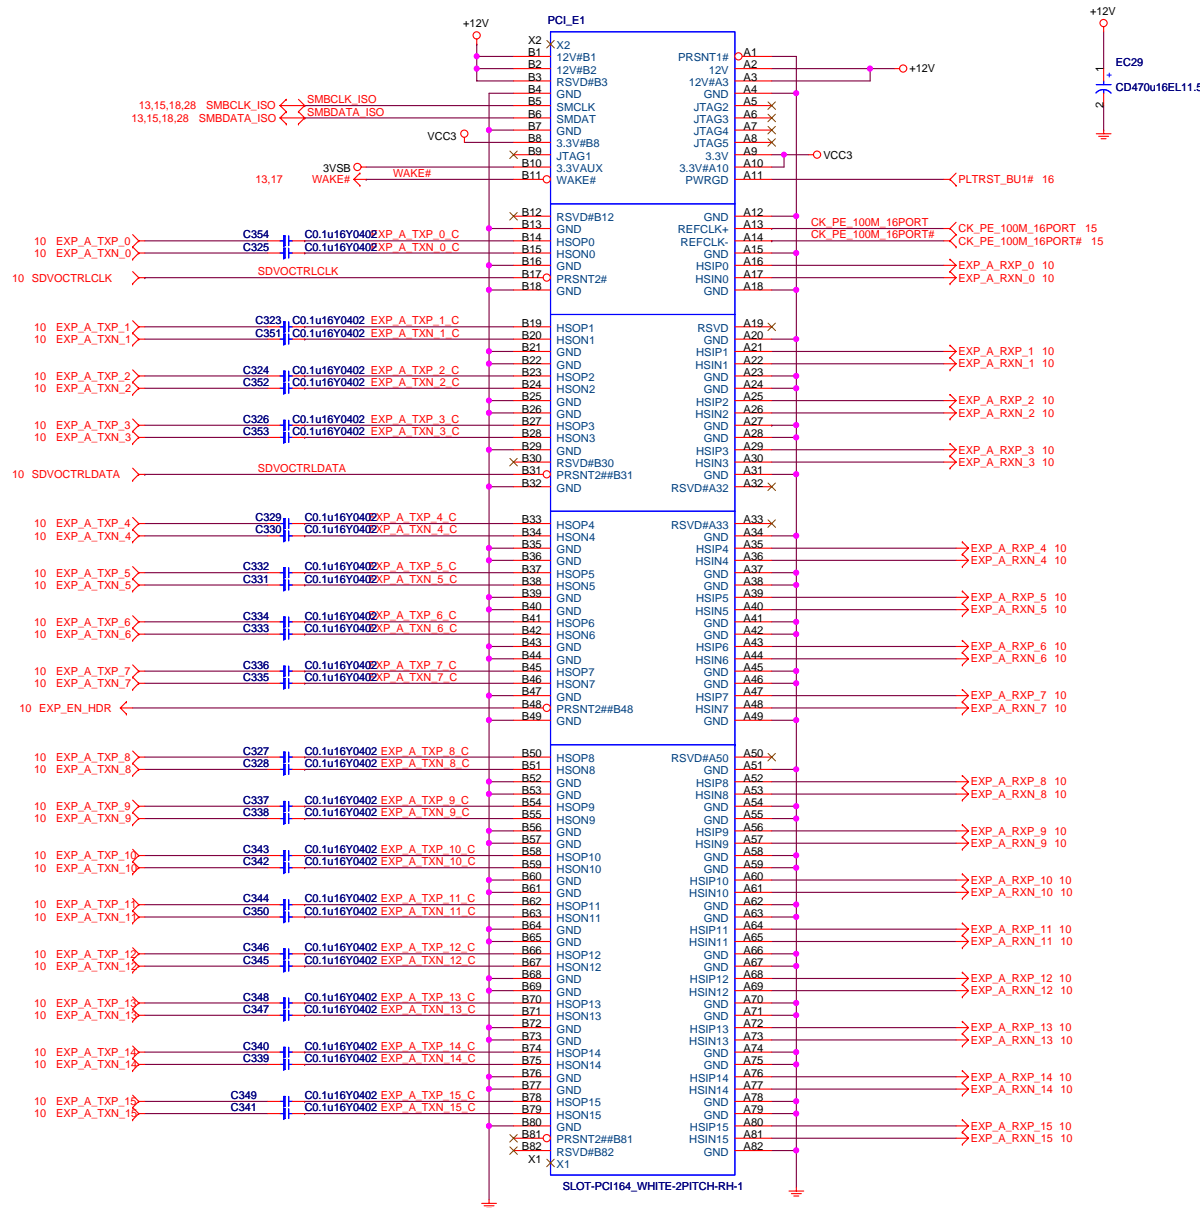 PCI_E1
+12V
+12V
X2 X2
B1 12V#B1 PRSNT1# A1
B2 12V#B2 12V A2 +12V
B3 RSVD#B3 12V#A3 A3
B4 GND GND A4
13,15,18,28 SMBCLK_ISO SMBCLK_ISO B5 SMCLK JTAG2 A5
13,15,18,28 SMBDATA_ISO SMBDATA_ISO B6 SMDAT JTAG3 A6
B7 GND JTAG4 A7
VCC3 B8 3.3V#B8 JTAG5 A8
B9 JTAG1 3.3V A9 VCC3
3VSB B10 3.3VAUX 3.3V#A10 A10
13,17 WAKE# WAKE# B11 WAKE# PWRGD A11 PLTRST_BU1# 16
EC29
1
+
CD470u16EL11.5
2
B12 RSVD#B12 GND A12
B13 GND REFCLK+ A13 CK_PE_100M_16PORT CK_PE_100M_16PORT 15
10 EXP_A_TXP_0 C354 C0.1u16Y0402 EXP_A_TXP_0_C B14 HSOP0 REFCLK- A14 CK_PE_100M_16PORT# CK_PE_100M_16PORT# 15
10 EXP_A_TXN_0 C325 C0.1u16Y0402 EXP_A_TXN_0_C B15 HSON0 GND A15
B16 GND HSIP0 A16 EXP_A_RXP_0 10
10 SDVOCTRLCLK SDVOCTRLCLK B17 PRSNT2# HSIN0 A17 EXP_A_RXN_0 10
B18 GND GND A18
10 EXP_A_TXP_1 C323 C0.1u16Y0402 EXP_A_TXP_1_C B19 HSOP1 RSVD A19
10 EXP_A_TXN_1 C351 C0.1u16Y0402 EXP_A_TXN_1_C B20 HSON1 GND A20
B21 GND HSIP1 A21 EXP_A_RXP_1 10
B22 GND HSIN1 A22 EXP_A_RXN_1 10
10 EXP_A_TXP_2 C324 C0.1u16Y0402 EXP_A_TXP_2_C B23 HSOP2 GND A23
10 EXP_A_TXN_2 C352 C0.1u16Y0402 EXP_A_TXN_2_C B24 HSON2 GND A24
B25 GND HSIP2 A25 EXP_A_RXP_2 10
B26 GND HSIN2 A26 EXP_A_RXN_2 10
10 EXP_A_TXP_3 C326 C0.1u16Y0402 EXP_A_TXP_3_C B27 HSOP3 GND A27
10 EXP_A_TXN_3 C353 C0.1u16Y0402 EXP_A_TXN_3_C B28 HSON3 GND A28
B29 GND HSIP3 A29 EXP_A_RXP_3 10
B30 RSVD#B30 HSIN3 A30 EXP_A_RXN_3 10
10 SDVOCTRLDATA SDVOCTRLDATA B31 PRSNT2##B31 GND A31
B32 GND RSVD#A32 A32
10 EXP_A_TXP_4 C329 C0.1u16Y0402 EXP_A_TXP_4_C B33 HSOP4 RSVD#A33 A33
10 EXP_A_TXN_4 C330 C0.1u16Y0402 EXP_A_TXN_4_C B34 HSON4 GND A34
B35 GND HSIP4 A35 EXP_A_RXP_4 10
B36 GND HSIN4 A36 EXP_A_RXN_4 10
10 EXP_A_TXP_5 C332 C0.1u16Y0402 EXP_A_TXP_5_C B37 HSOP5 GND A37
10 EXP_A_TXN_5 C331 C0.1u16Y0402 EXP_A_TXN_5_C B38 HSON5 GND A38
B39 GND HSIP5 A39 EXP_A_RXP_5 10
B40 GND HSIN5 A40 EXP_A_RXN_5 10
10 EXP_A_TXP_6 C334 C0.1u16Y0402 EXP_A_TXP_6_C B41 HSOP6 GND A41
10 EXP_A_TXN_6 C333 C0.1u16Y0402 EXP_A_TXN_6_C B42 HSON6 GND A42
B43 GND HSIP6 A43 EXP_A_RXP_6 10
B44 GND HSIN6 A44 EXP_A_RXN_6 10
10 EXP_A_TXP_7 C336 C0.1u16Y0402 EXP_A_TXP_7_C B45 HSOP7 GND A45
10 EXP_A_TXN_7 C335 C0.1u16Y0402 EXP_A_TXN_7_C B46 HSON7 GND A46
B47 GND HSIP7 A47 EXP_A_RXP_7 10
10 EXP_EN_HDR B48 PRSNT2##B48 HSIN7 A48 EXP_A_RXN_7 10
B49 GND GND A49
10 EXP_A_TXP_8 C327 C0.1u16Y0402 EXP_A_TXP_8_C B50 HSOP8 RSVD#A50 A50
10 EXP_A_TXN_8 C328 C0.1u16Y0402 EXP_A_TXN_8_C B51 HSON8 GND A51
B52 GND HSIP8 A52 EXP_A_RXP_8 10
B53 GND HSIN8 A53 EXP_A_RXN_8 10
10 EXP_A_TXP_9 C337 C0.1u16Y0402 EXP_A_TXP_9_C B54 HSOP9 GND A54
10 EXP_A_TXN_9 C338 C0.1u16Y0402 EXP_A_TXN_9_C B55 HSON9 GND A55
B56 GND HSIP9 A56 EXP_A_RXP_9 10
B57 GND HSIN9 A57 EXP_A_RXN_9 10
10 EXP_A_TXP_10 C343 C0.1u16Y0402 EXP_A_TXP_10_C B58 HSOP10 GND A58
10 EXP_A_TXN_10 C342 C0.1u16Y0402 EXP_A_TXN_10_C B59 HSON10 GND A59
B60 GND HSIP10 A60 EXP_A_RXP_10 10
B61 GND HSIN10 A61 EXP_A_RXN_10 10
10 EXP_A_TXP_11 C344 C0.1u16Y0402 EXP_A_TXP_11_C B62 HSOP11 GND A62
10 EXP_A_TXN_11 C350 C0.1u16Y0402 EXP_A_TXN_11_C B63 HSON11 GND A63
B64 GND HSIP11 A64 EXP_A_RXP_11 10
B65 GND HSIN11 A65 EXP_A_RXN_11 10
10 EXP_A_TXP_12 C346 C0.1u16Y0402 EXP_A_TXP_12_C B66 HSOP12 GND A66
10 EXP_A_TXN_12 C345 C0.1u16Y0402 EXP_A_TXN_12_C B67 HSON12 GND A67
B68 GND HSIP12 A68 EXP_A_RXP_12 10
B69 GND HSIN12 A69 EXP_A_RXN_12 10
10 EXP_A_TXP_13 C348 C0.1u16Y0402 EXP_A_TXP_13_C B70 HSOP13 GND A70
10 EXP_A_TXN_13 C347 C0.1u16Y0402 EXP_A_TXN_13_C B71 HSON13 GND A71
B72 GND HSIP13 A72 EXP_A_RXP_13 10
B73 GND HSIN13 A73 EXP_A_RXN_13 10
10 EXP_A_TXP_14 C340 C0.1u16Y0402 EXP_A_TXP_14_C B74 HSOP14 GND A74
10 EXP_A_TXN_14 C339 C0.1u16Y0402 EXP_A_TXN_14_C B75 HSON14 GND A75
B76 GND HSIP14 A76 EXP_A_RXP_14 10
B77 GND HSIN14 A77 EXP_A_RXN_14 10
10 EXP_A_TXP_15 C349 C0.1u16Y0402 EXP_A_TXP_15_C B78 HSOP15 GND A78
10 EXP_A_TXN_15 C341 C0.1u16Y0402 EXP_A_TXN_15_C B79 HSON15 GND A79
B80 GND HSIP15 A80 EXP_A_RXP_15 10
B81 PRSNT2##B81 HSIN15 A81 EXP_A_RXN_15 10
B82 RSVD#B82 GND A82
X1 X1
SLOT-PCI164_WHITE-2PITCH-RH-1